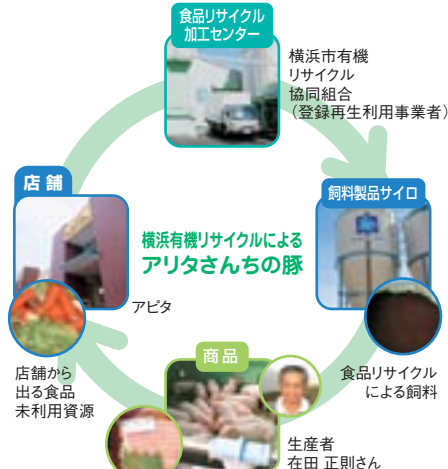 食品リサイクル
加工センター
横浜市有機
リサイクル
協同組合
（登録再生利用事業者）
店舗
飼料製品サイロ
横浜有機リサイクルによる
アリタさんちの豚
アピタ
店舗から
出る食品
未利用資源
商品
食品リサイクル
による飼料
生産者
在田 正則さん